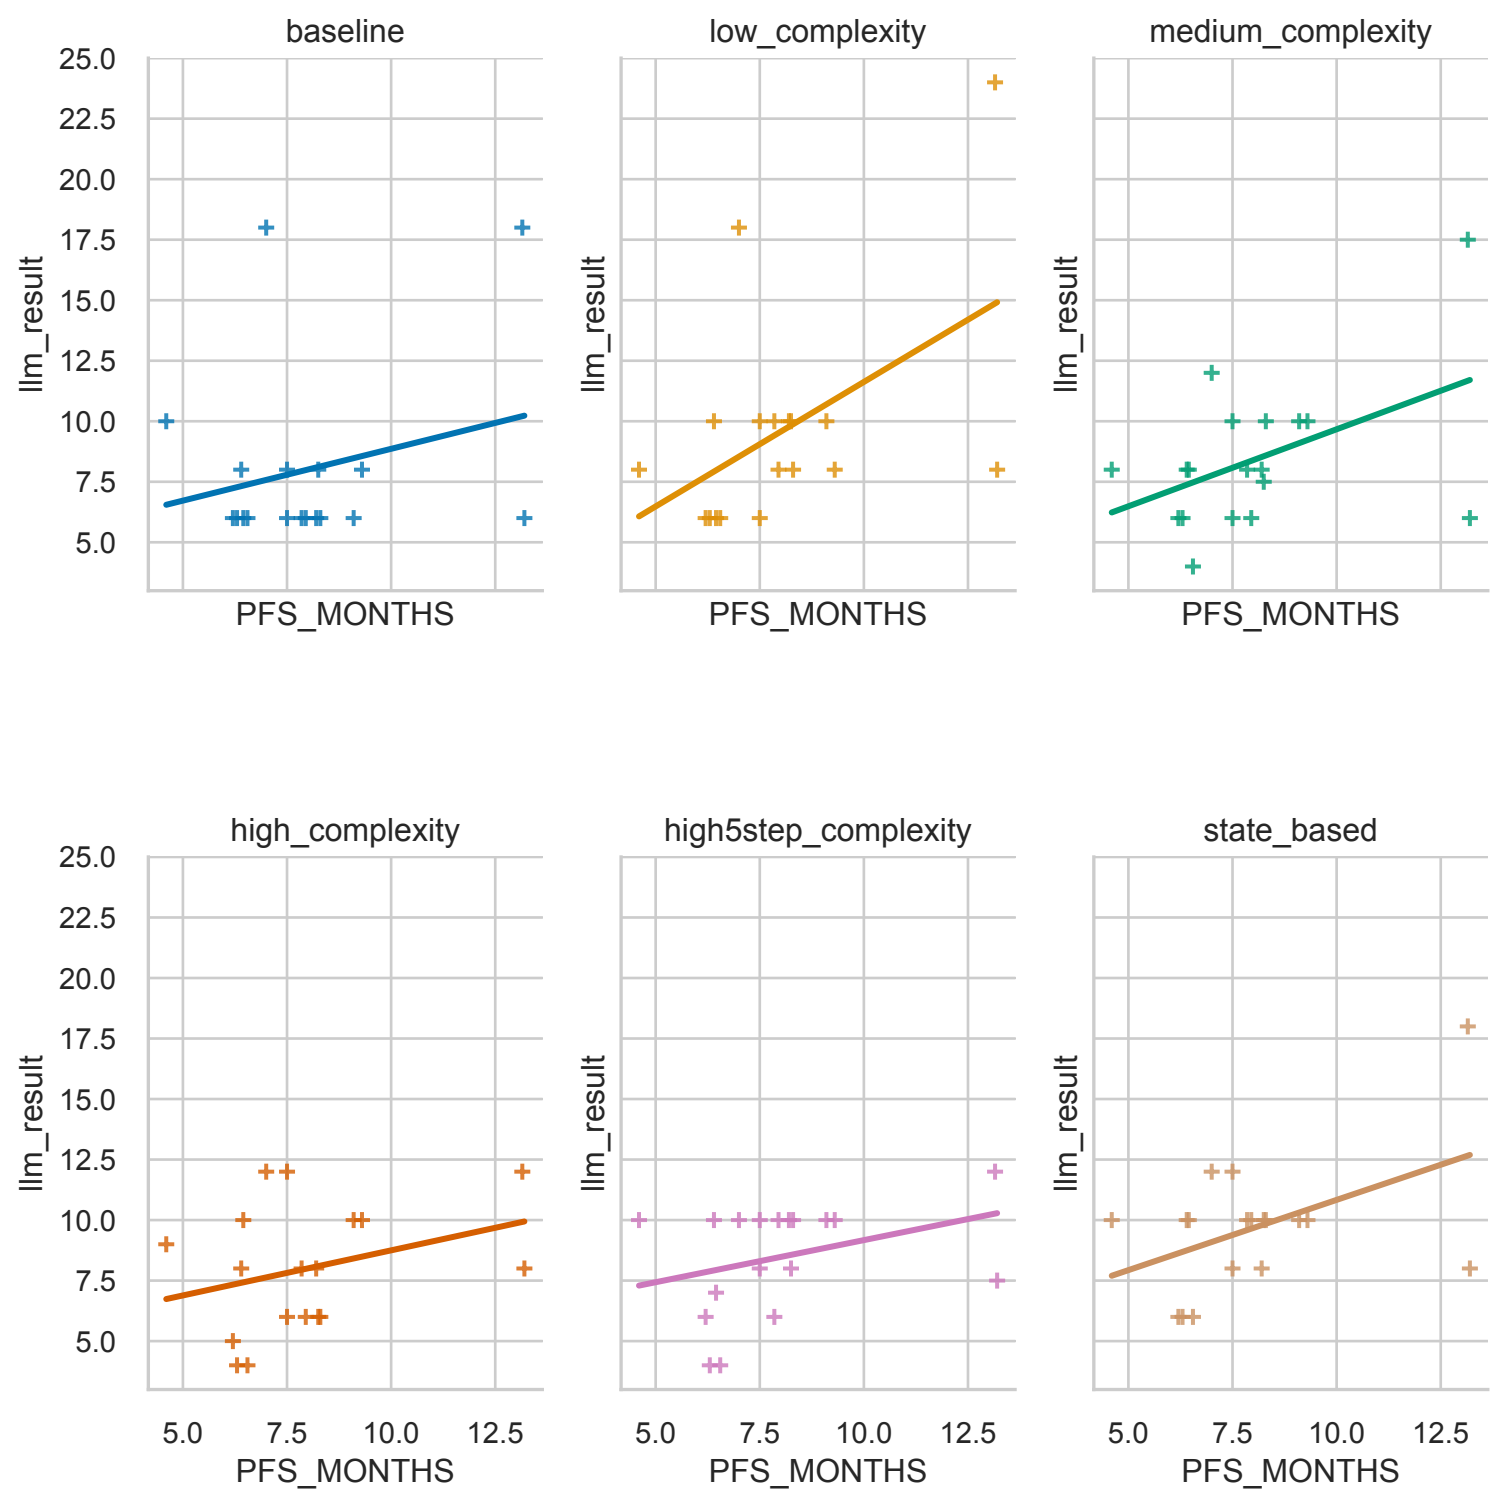 baseline low_complexity medium_complexity
25.0
22.5
20.0
17.5
15.0
12.5
10.0
7.5
5.0
llm_result llm_result llm_result
PFS_MONTHS PFS_MONTHS PFS_MONTHS
high_complexity high5step_complexity state_based
25.0
22.5
20.0
17.5
15.0
12.5
10.0
7.5
5.0
llm_result llm_result llm_result
5.0 7.5 10.0 12.5 5.0 7.5 10.0 12.5 5.0 7.5 10.0 12.5
PFS_MONTHS PFS_MONTHS PFS_MONTHS